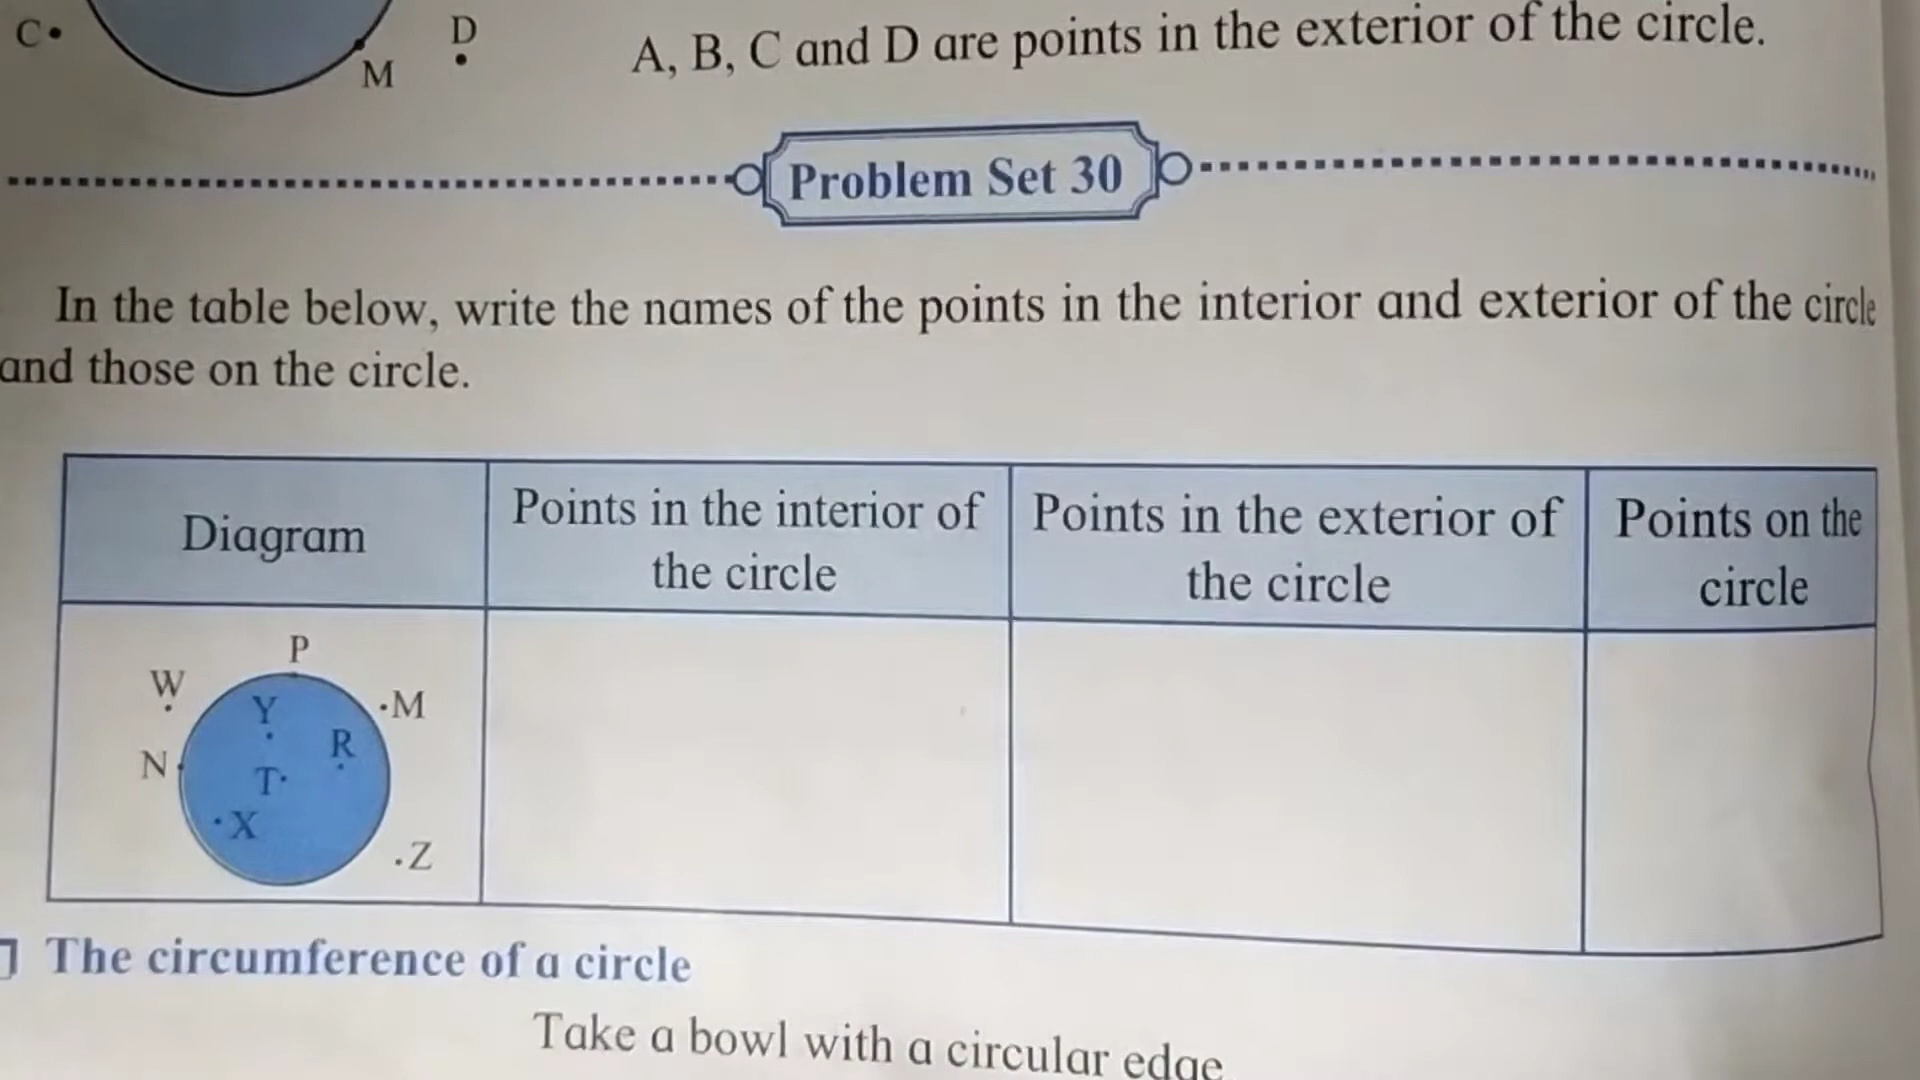 C
D
M
A, B, C and D are points in the exterior of the circle.
Problem Set 30
In the table below, write the names of the points in the interior and exterior of the circle
and those on the circle.
Diagram
Points in the interior of
the circle
Points in the exterior of
the circle
Points on the
circle
P
W
Y
M
R
N
T
X
Z
The circumference of a circle
Take a bowl with a circular edge